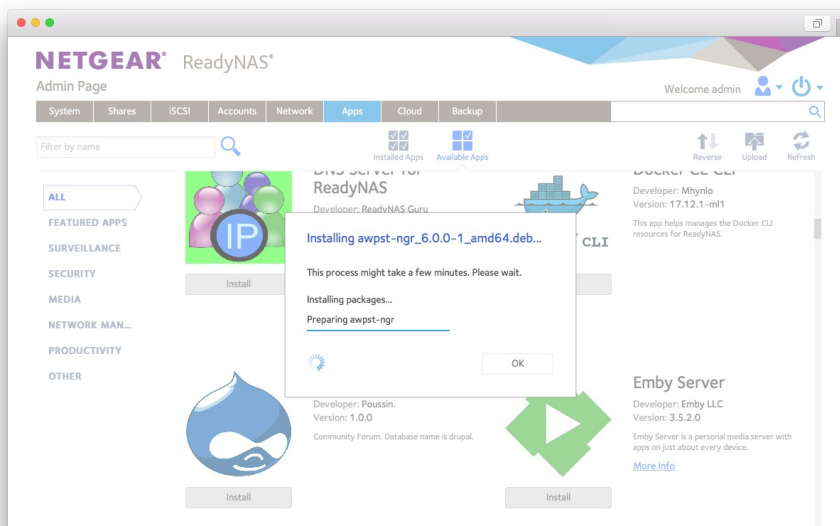 NETGEAR® ReadyNAS®
Admin Page
Welcome admin
System Shares iSCSI Accounts Network Apps Cloud Backup
Filter by name
Installed Apps Available Apps
Reverse Upload Refresh
ALL
FEATURED APPS
SURVEILLANCE
SECURITY
MEDIA
NETWORK MAN...
PRODUCTIVITY
OTHER
DNS Server for
ReadyNAS
Developer: ReadyNAS Guru
IP
Install
CLI
Docker CE CLI
Developer: Mhynlo
Version: 17.12.1-ml1
This app helps manages the Docker CLI
resources for ReadyNAS.
Installing awpst-ngr_6.0.0-1_amd64.deb...
This process might take a few minutes. Please wait.
Installing packages...
Preparing awpst-ngr
OK
Developer: Poussin.
Version: 1.0.0
Community Forum. Database name is drupal.
Install
Emby Server
Developer: Emby LLC
Version: 3.5.2.0
Emby Server is a personal media server with
apps on just about every device.
More Info
Install